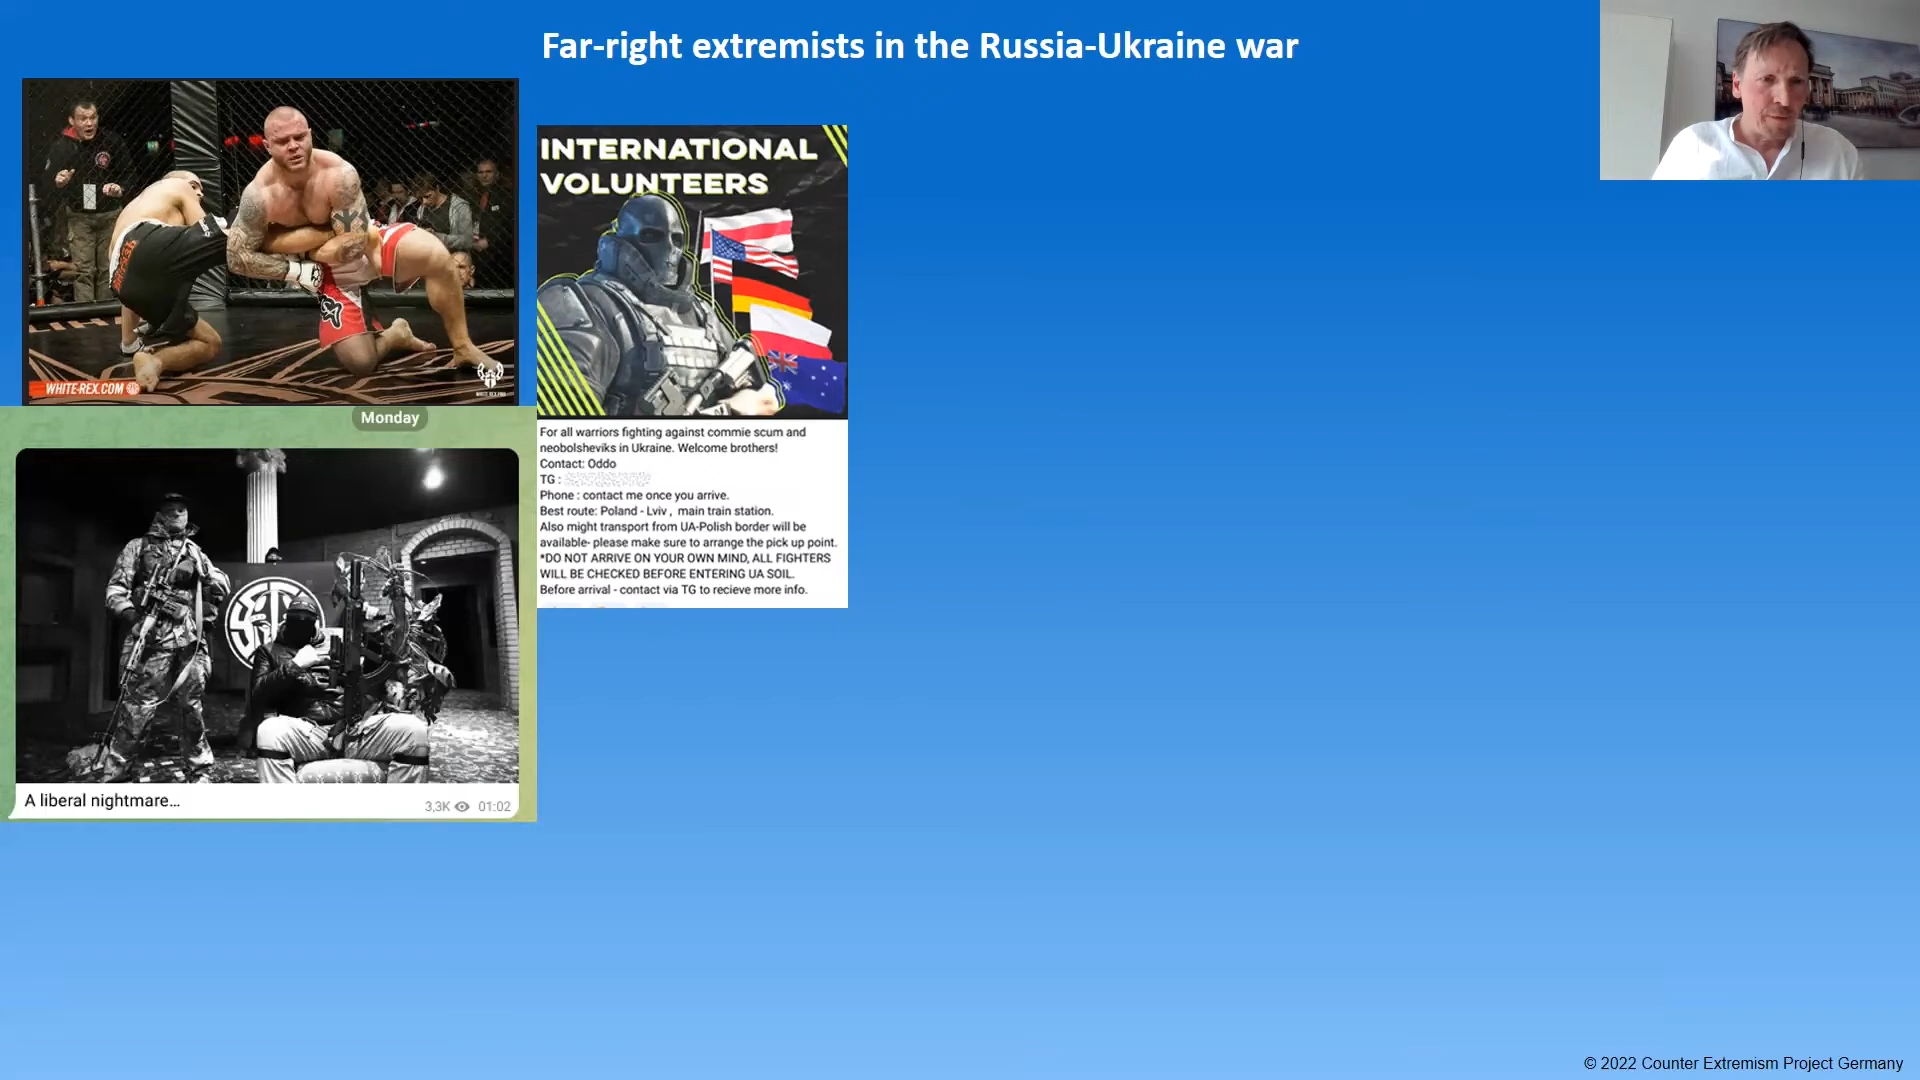 Far-right extremists in the Russia-Ukraine war
WHITE-REX.COM
INTERNATIONAL
VOLUNTEERS
For all warriors fighting against commie scum and
neobolsheviks in Ukraine. Welcome brothers!
Contact: Oddo
TG :
Phone : contact me once you arrive.
Best route: Poland - Lviv , main train station.
Also might transport from UA-Polish border will be
available- please make sure to arrange the pick up point.
*DO NOT ARRIVE ON YOUR OWN MIND, ALL FIGHTERS
WILL BE CHECKED BEFORE ENTERING UA SOIL.
Before arrival - contact via TG to recieve more info.
Monday
A liberal nightmare...
3,3K 01:02
© 2022 Counter Extremism Project Germany